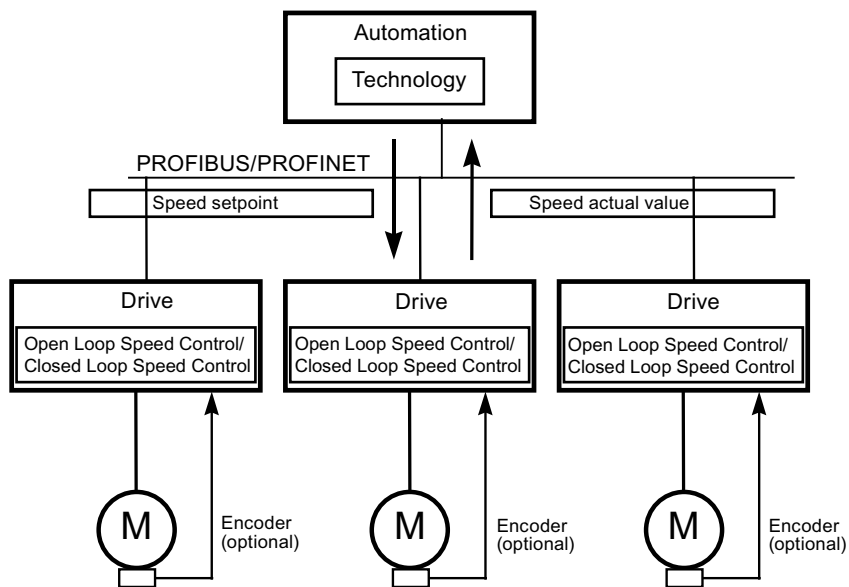 Automation
Technology
PROFIBUS/PROFINET
Speed setpoint
Speed actual value
Drive
Open Loop Speed Control/
Closed Loop Speed Control
Drive
Open Loop Speed Control/
Closed Loop Speed Control
Drive
Open Loop Speed Control/
Closed Loop Speed Control
M
Encoder
(optional)
M
Encoder
(optional)
M
Encoder
(optional)